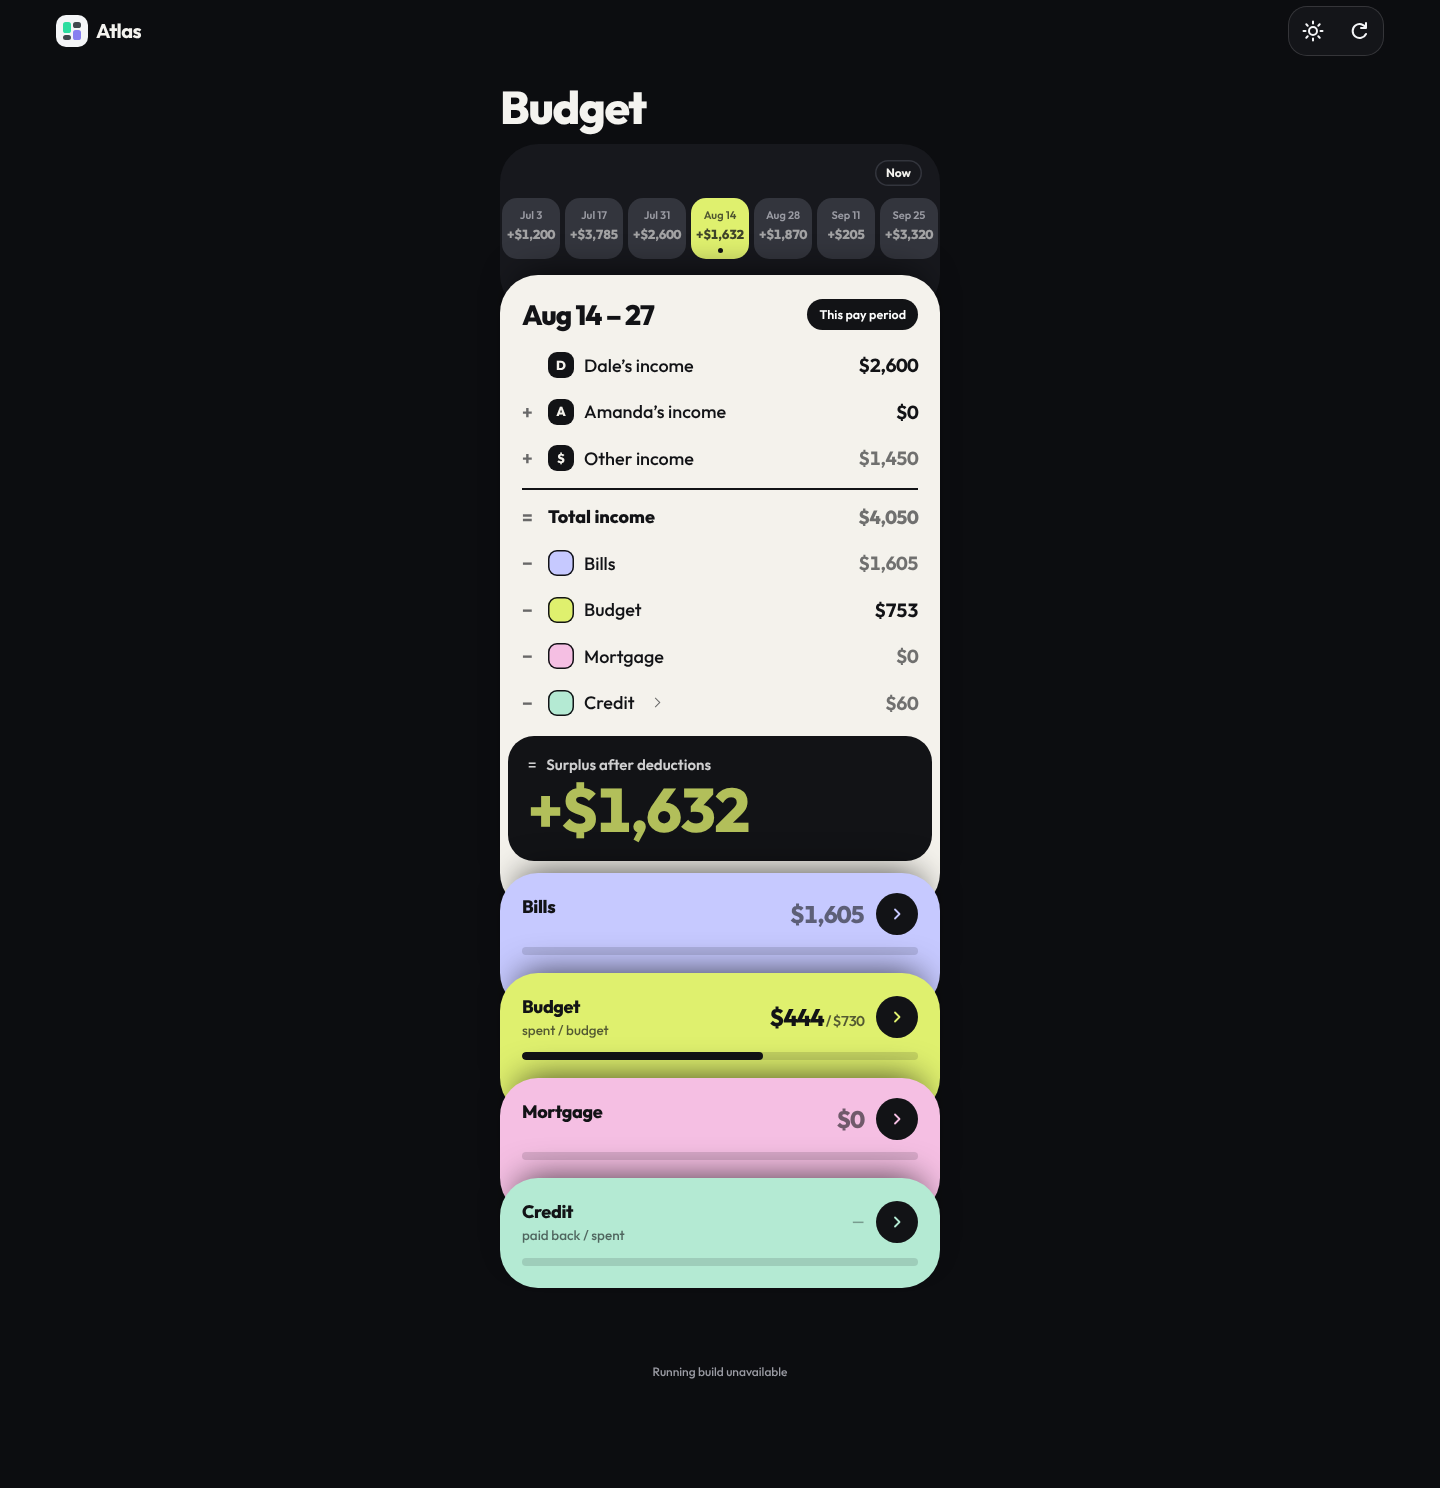 Atlas
Budget
Now
Jul 3 Jul 17 Jul 31 Aug 14 Aug 28 Sep 11 Sep 25
+$1,200 +$3,785 +$2,600 +$1,632 +$1,870 +$205 +$3,320
Aug 14 – 27 This pay period
D Dale’s income $2,600
+ A Amanda’s income $0
+ $ Other income $1,450
= Total income $4,050
− Bills $1,605
− Budget $753
− Mortgage $0
− Credit $60
= Surplus after deductions
+$1,632
Bills $1,605
Budget $444 / $730
spent / budget
Mortgage $0
Credit –
paid back / spent
Running build unavailable